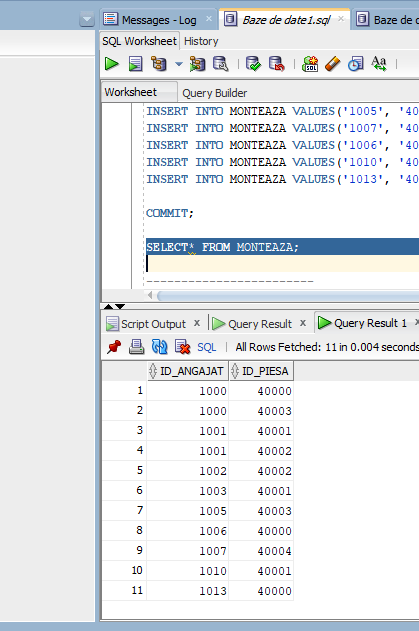 Messages - Log × Baze de date1.sql × Baze de
SQL Worksheet History
Worksheet Query Builder
INSERT INTO MONTEAZA VALUES('1005', '40
INSERT INTO MONTEAZA VALUES('1007', '40
INSERT INTO MONTEAZA VALUES('1006', '40
INSERT INTO MONTEAZA VALUES('1010', '40
INSERT INTO MONTEAZA VALUES('1013', '40
COMMIT;
SELECT* FROM MONTEAZA;
------------------------
Script Output × Query Result × Query Result 1 ×
SQL | All Rows Fetched: 11 in 0.004 seconds
ID_ANGAJAT ID_PIESA
1 1000 40000
2 1000 40003
3 1001 40001
4 1001 40002
5 1002 40002
6 1003 40001
7 1005 40003
8 1006 40000
9 1007 40004
10 1010 40001
11 1013 40000